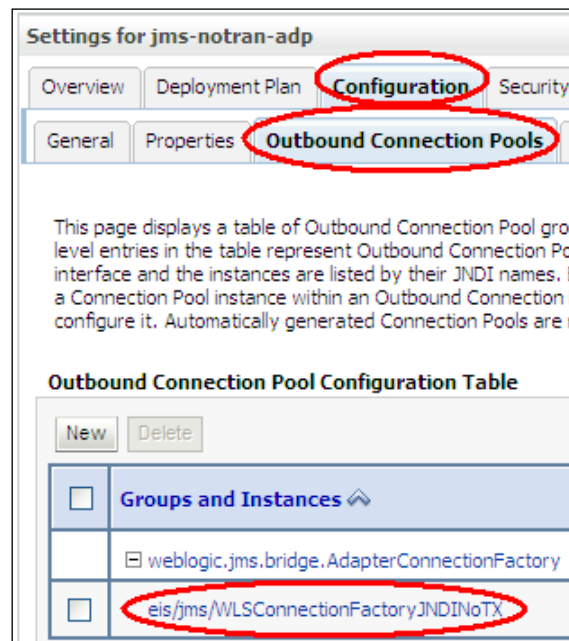 Settings for jms-notran-adp
Overview Deployment Plan Configuration Security
General Properties Outbound Connection Pools
This page displays a table of Outbound Connection Pool gro
level entries in the table represent Outbound Connection Po
interface and the instances are listed by their JNDI names.
a Connection Pool instance within an Outbound Connection
configure it. Automatically generated Connection Pools are
Outbound Connection Pool Configuration Table
New Delete
Groups and Instances
weblogic.jms.bridge.AdapterConnectionFactory
eis/jms/WLSConnectionFactoryJNDINoTX